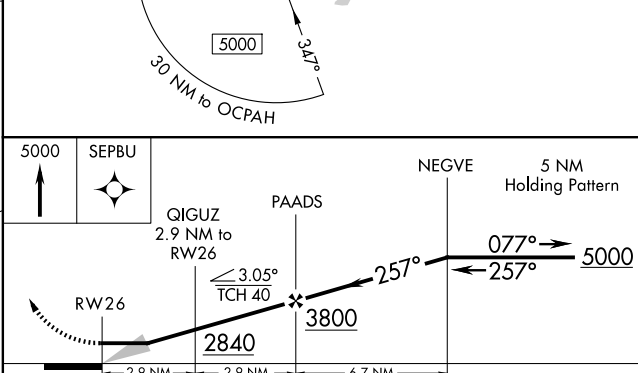 5000
347°
30 NM to OCPAH
5000
SEPBU
NEGVE
5 NM
Holding Pattern
QIGUZ
2.9 NM to
RW26
PAADS
077°
5000
257°
257°
3.05°
TCH 40
RW26
3800
2840
2.9 NM
2.9 NM
6.7 NM